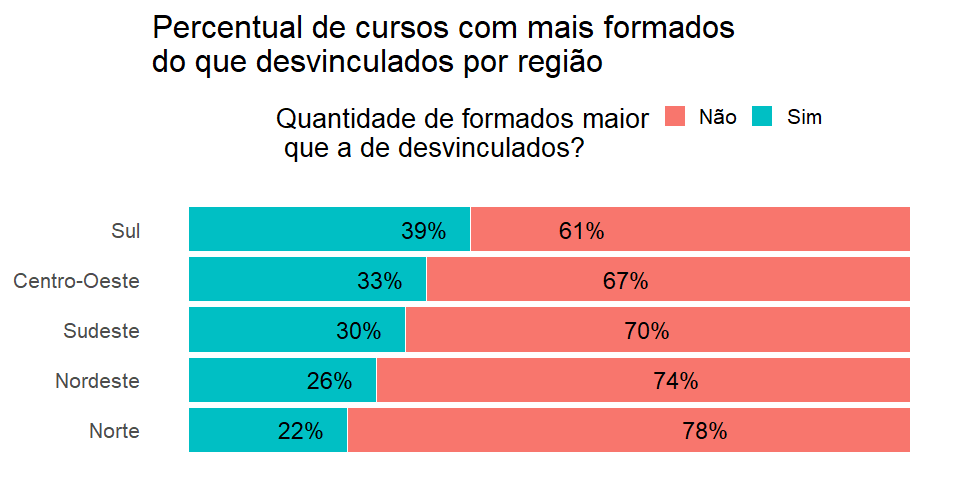 Percentual de cursos com mais formados
do que desvinculados por região
Quantidade de formados maior
que a de desvinculados?
Não Sim
Sul 39% 61%
Centro-Oeste 33% 67%
Sudeste 30% 70%
Nordeste 26% 74%
Norte 22% 78%